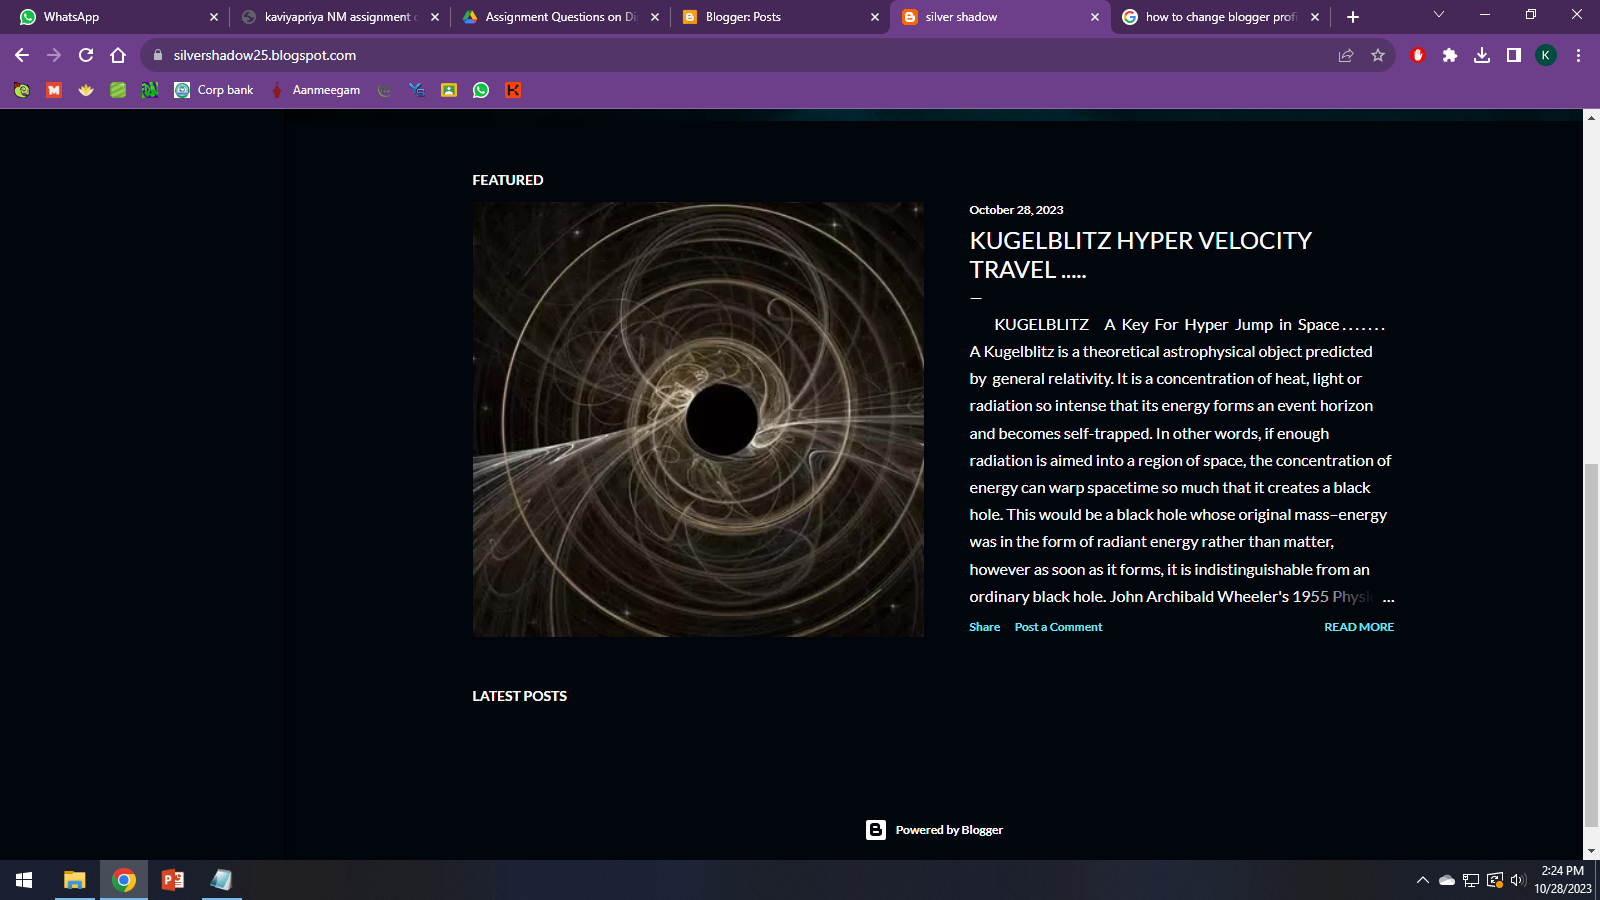 WhatsApp
kaviyapriya NM assignment
Assignment Questions on
Blogger: Posts
silver shadow
how to change blogger
silvershadow25.blogspot.com
K
M
Corp bank
Aanmeegam
K
FEATURED
October 28, 2023
KUGELBLITZ HYPER VELOCITY
TRAVEL .....
KUGELBLITZ A Key For Hyper Jump in Space.......
A Kugelblitz is a theoretical astrophysical object predicted
by general relativity. It is a concentration of heat, light or
radiation so intense that its energy forms an event horizon
and becomes self-trapped. In other words, if enough
radiation is aimed into a region of space, the concentration of
energy can warp spacetime so much that it creates a black
hole. This would be a black hole whose original mass–energy
was in the form of radiant energy rather than matter,
however as soon as it forms, it is indistinguishable from an
ordinary black hole. John Archibald Wheeler's 1955 ...
Share Post a Comment READ MORE
LATEST POSTS
Powered by Blogger
2:24 PM
10/28/2023